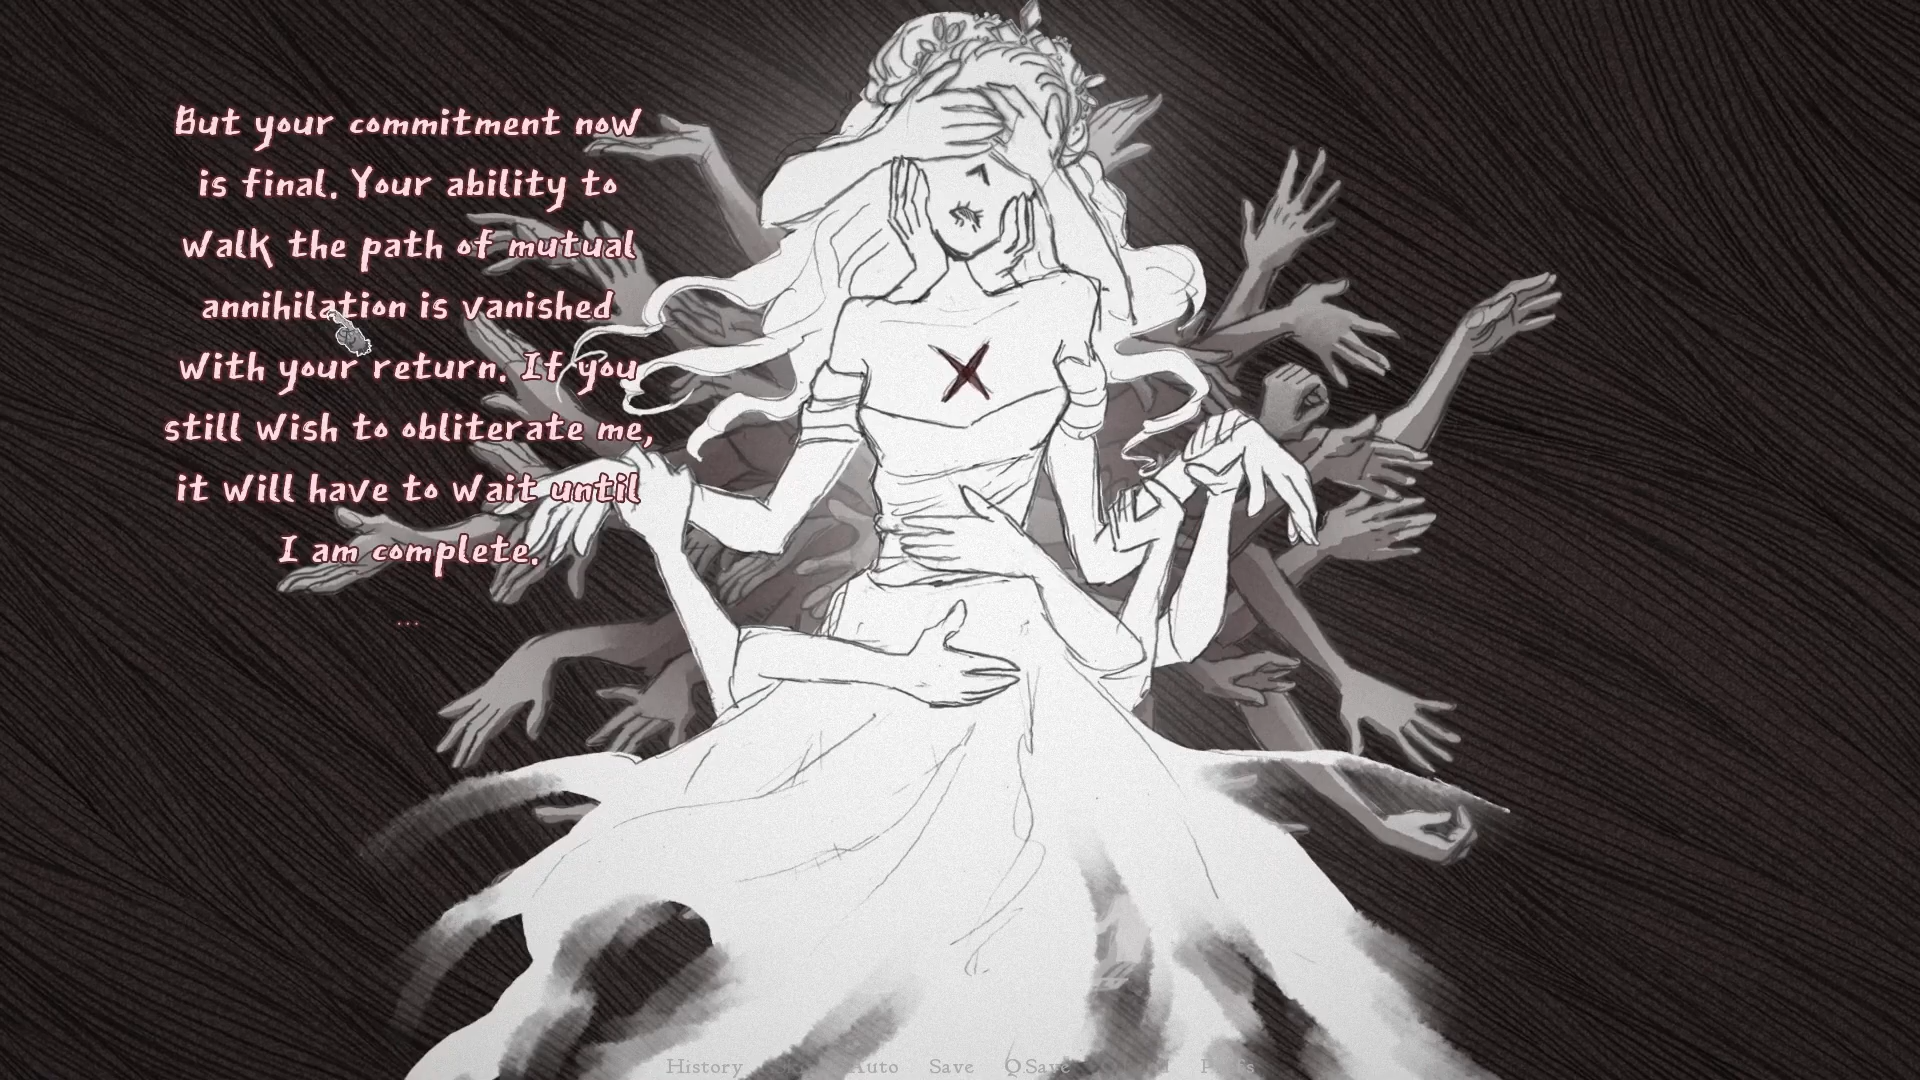 But your commitment now
is final. Your ability to
walk the path of mutual
annihilation is vanished
with your return. If you
still wish to obliterate me,
it will have to wait until
I am complete.
...
History Auto Save Q.Save